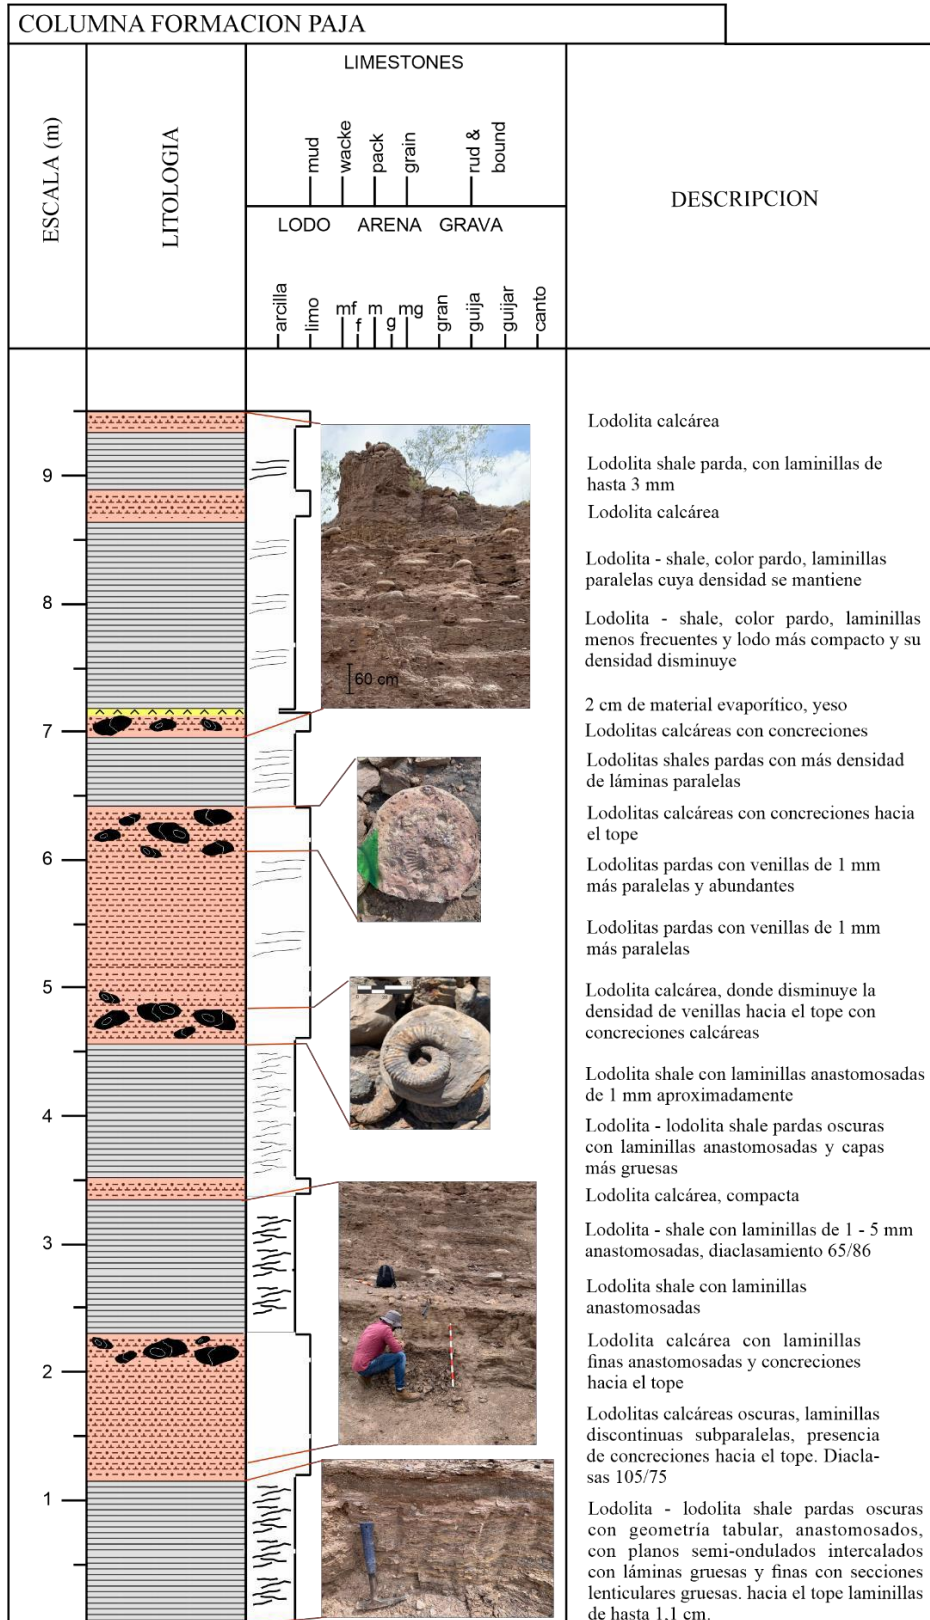 COLUMNA FORMACION PAJA
ESCALA (m)
LITOLOGIA
LIMESTONES
mud
wacke
pack
grain
rud &
bound
LODO ARENA GRAVA
arcilla
limo
mf
f
m
g
mg
gran
guija
guijar
canto
DESCRIPCION
9
8
7
6
5
4
3
2
1
60 cm
Lodolita calcárea
Lodolita shale parda, con laminillas de
hasta 3 mm
Lodolita calcárea
Lodolita - shale, color pardo, laminillas
paralelas cuya densidad se mantiene
Lodolita - shale, color pardo, laminillas
menos frecuentes y lodo más compacto y su
densidad disminuye
2 cm de material evaporítico, yeso
Lodolitas calcáreas con concreciones
Lodolitas shales pardas con más densidad
de láminas paralelas
Lodolitas calcáreas con concreciones hacia
el tope
Lodolitas pardas con venillas de 1 mm
más paralelas y abundantes
Lodolitas pardas con venillas de 1 mm
más paralelas
Lodolita calcárea, donde disminuye la
densidad de venillas hacia el tope con
concreciones calcáreas
Lodolita shale con laminillas anastomosadas
de 1 mm aproximadamente
Lodolita - lodolita shale pardas oscuras
con laminillas anastomosadas y capas
más gruesas
Lodolita calcárea, compacta
Lodolita - shale con laminillas de 1 - 5 mm
anastomosadas, diaclasamiento 65/86
Lodolita shale con laminillas
anastomosadas
Lodolita calcárea con laminillas
finas anastomosadas y concreciones
hacia el tope
Lodolitas calcáreas oscuras, laminillas
discontinuas subparalelas, presencia
de concreciones hacia el tope. Diacla-
sas 105/75
Lodolita - lodolita shale pardas oscuras
con geometría tabular, anastomosados,
con planos semi-ondulados intercalados
con láminas gruesas y finas con secciones
lenticulares gruesas. hacia el tope laminillas
de hasta 1,1 cm.